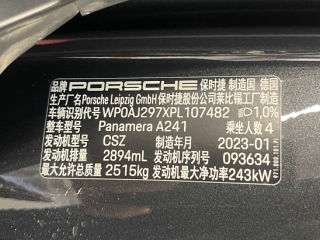 品牌 PORSCHE 保时捷 制造国 德国
生产厂名 Porsche Leipzig GmbH 保时捷股份公司莱比锡工厂制造
车辆识别代号 WP0AJ297XPL107482 1,0%
整车型号 Panamera A241 乘坐人数 4
发动机型号 CSZ 制造年月 2023-01
发动机排量 2894mL 发动机序列号 093634
最大允许总质量 2515kg 发动机最大净功率 243kW